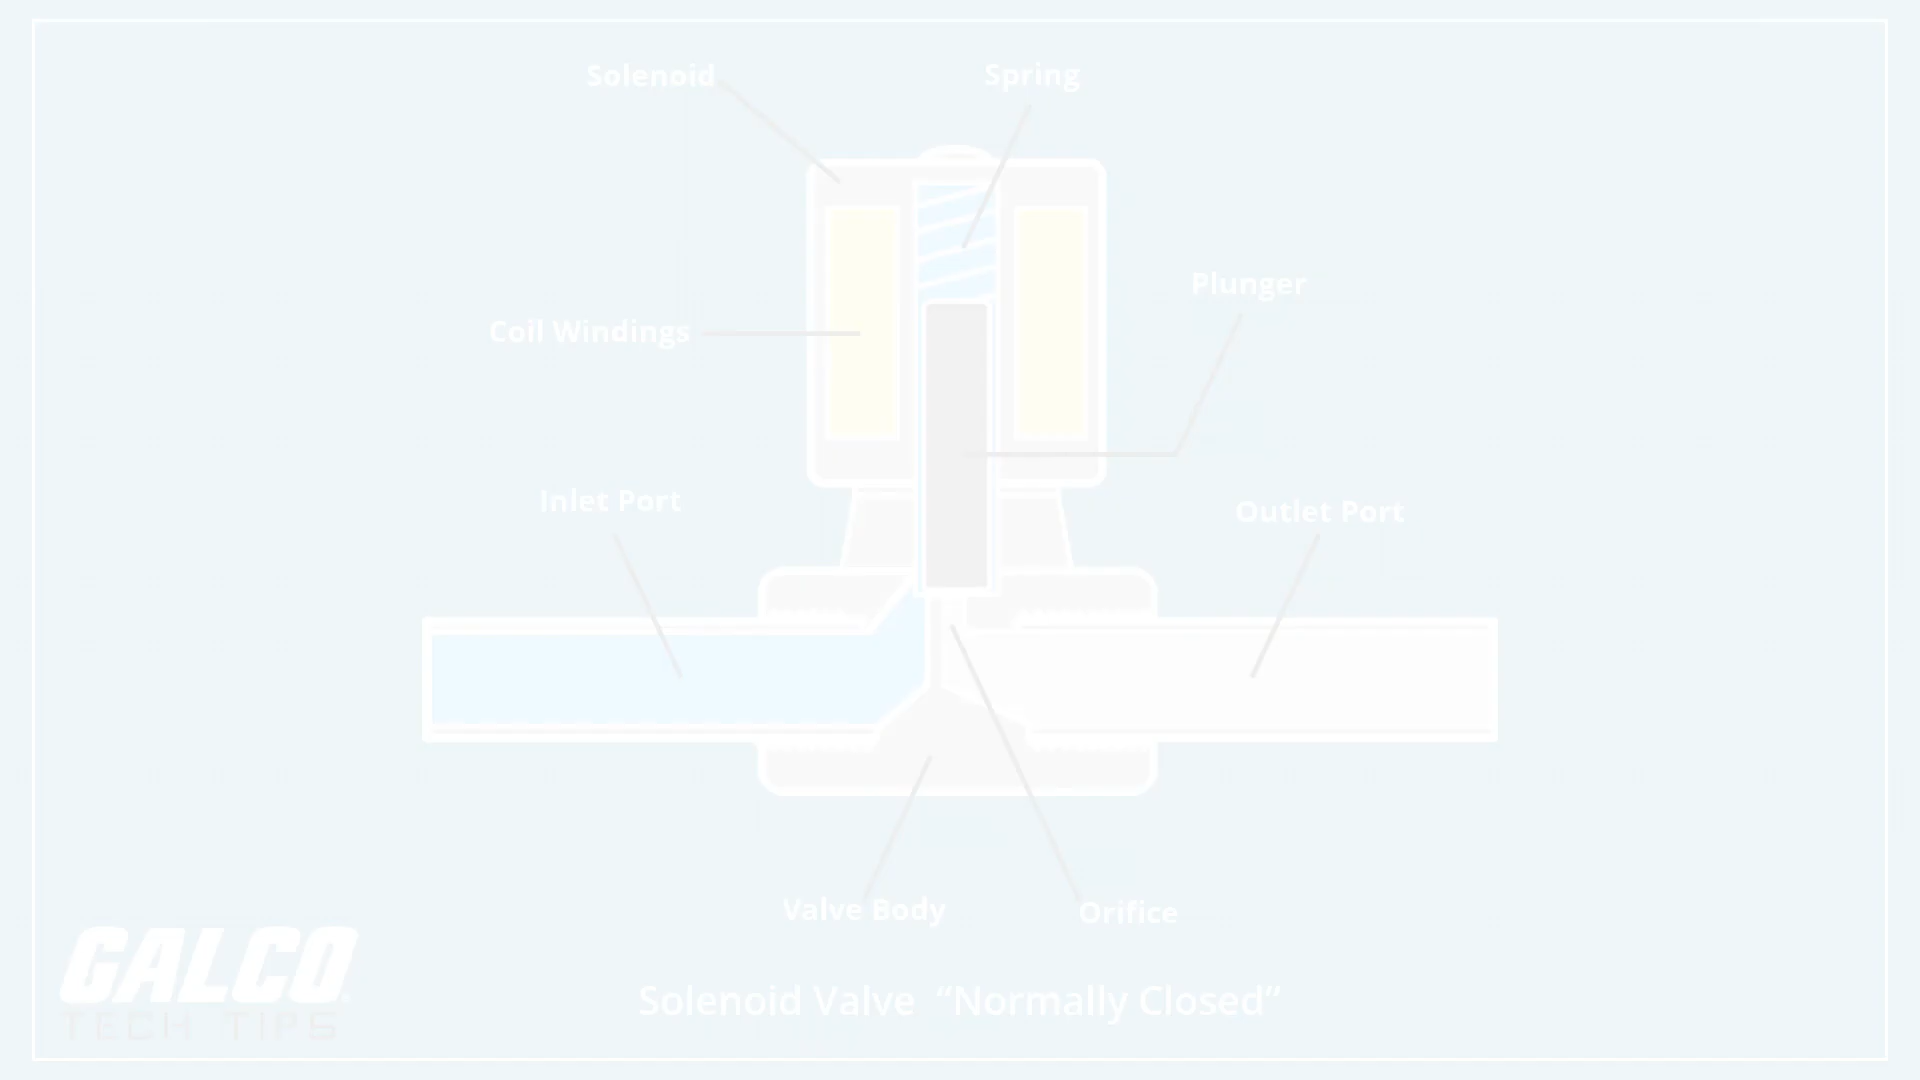 Solenoid
Spring
Plunger
Coil Windings
Inlet Port
Outlet Port
Valve Body
Orifice
GALCO
TECH TIPS
Solenoid Valve “Normally Closed”